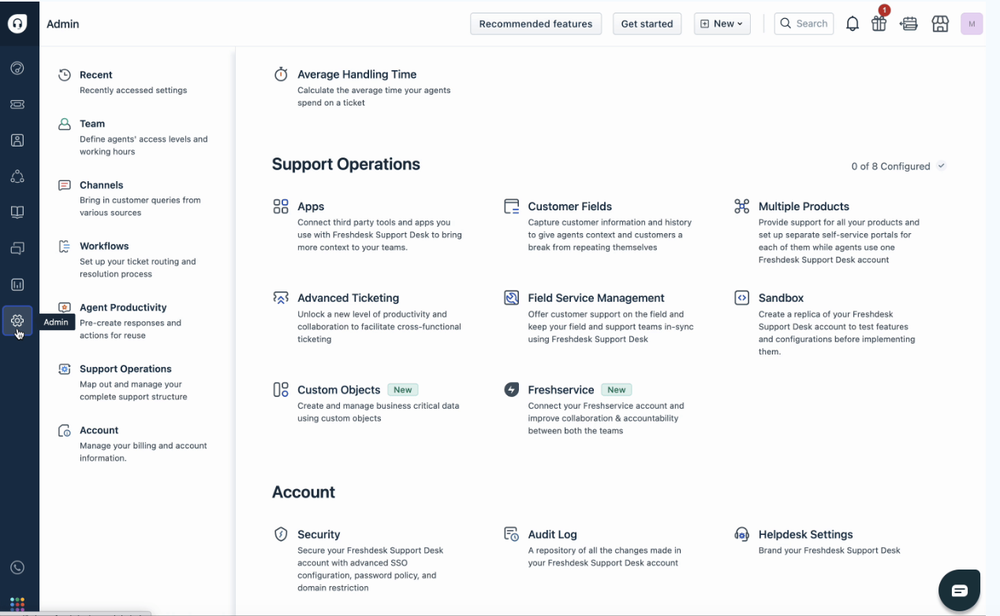 Admin
Recommended features
Get started
New
Search
1
M
Recent
Recently accessed settings
Team
Define agents' access levels and
working hours
Channels
Bring in customer queries from
various sources
Workflows
Set up your ticket routing and
resolution process
Agent Productivity
Pre-create responses and
actions for reuse
Admin
Support Operations
Map out and manage your
complete support structure
Account
Manage your billing and account
information.
Average Handling Time
Calculate the average time your agents
spend on a ticket
Support Operations
0 of 8 Configured
Apps
Connect third party tools and apps you
use with Freshdesk Support Desk to bring
more context to your teams.
Customer Fields
Capture customer information and history
to give agents context and customers a
break from repeating themselves
Multiple Products
Provide support for all your products and
set up separate self-service portals for
each of them while agents use one
Freshdesk Support Desk account
Advanced Ticketing
Unlock a new level of productivity and
collaboration to facilitate cross-functional
ticketing
Field Service Management
Offer customer support on the field and
keep your field and support teams in-sync
using Freshdesk Support Desk
Sandbox
Create a replica of your Freshdesk
Support Desk account to test features
and configurations before implementing
them.
Custom Objects New
Create and manage business critical data
using custom objects
Freshservice New
Connect your Freshservice account and
improve collaboration & accountability
between both the teams
Account
Security
Secure your Freshdesk Support Desk
account with advanced SSO
configuration, password policy, and
domain restriction
Audit Log
A repository of all the changes made in
your Freshdesk Support Desk account
Helpdesk Settings
Brand your Freshdesk Support Desk